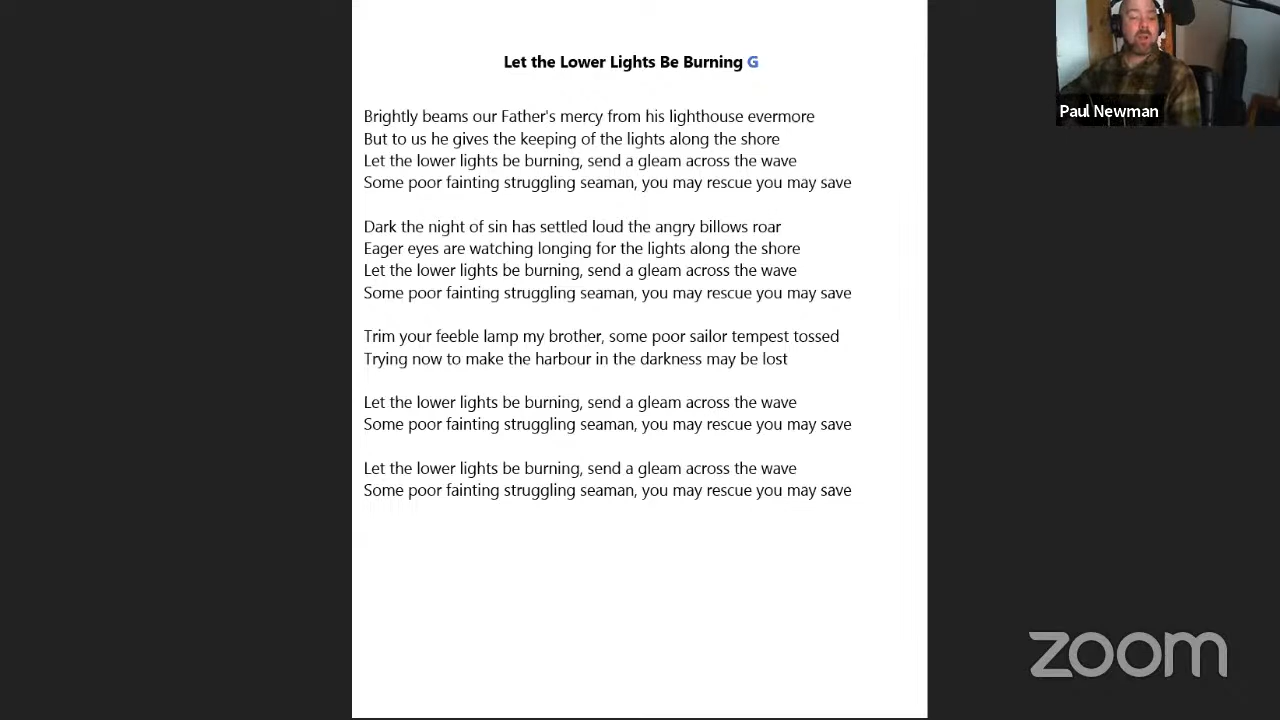 Let the Lower Lights Be Burning G
Brightly beams our Father's mercy from his lighthouse evermore
But to us he gives the keeping of the lights along the shore
Let the lower lights be burning, send a gleam across the wave
Some poor fainting struggling seaman, you may rescue you may save
Dark the night of sin has settled loud the angry billows roar
Eager eyes are watching longing for the lights along the shore
Let the lower lights be burning, send a gleam across the wave
Some poor fainting struggling seaman, you may rescue you may save
Trim your feeble lamp my brother, some poor sailor tempest tossed
Trying now to make the harbour in the darkness may be lost
Let the lower lights be burning, send a gleam across the wave
Some poor fainting struggling seaman, you may rescue you may save
Let the lower lights be burning, send a gleam across the wave
Some poor fainting struggling seaman, you may rescue you may save
Paul Newman
zoom